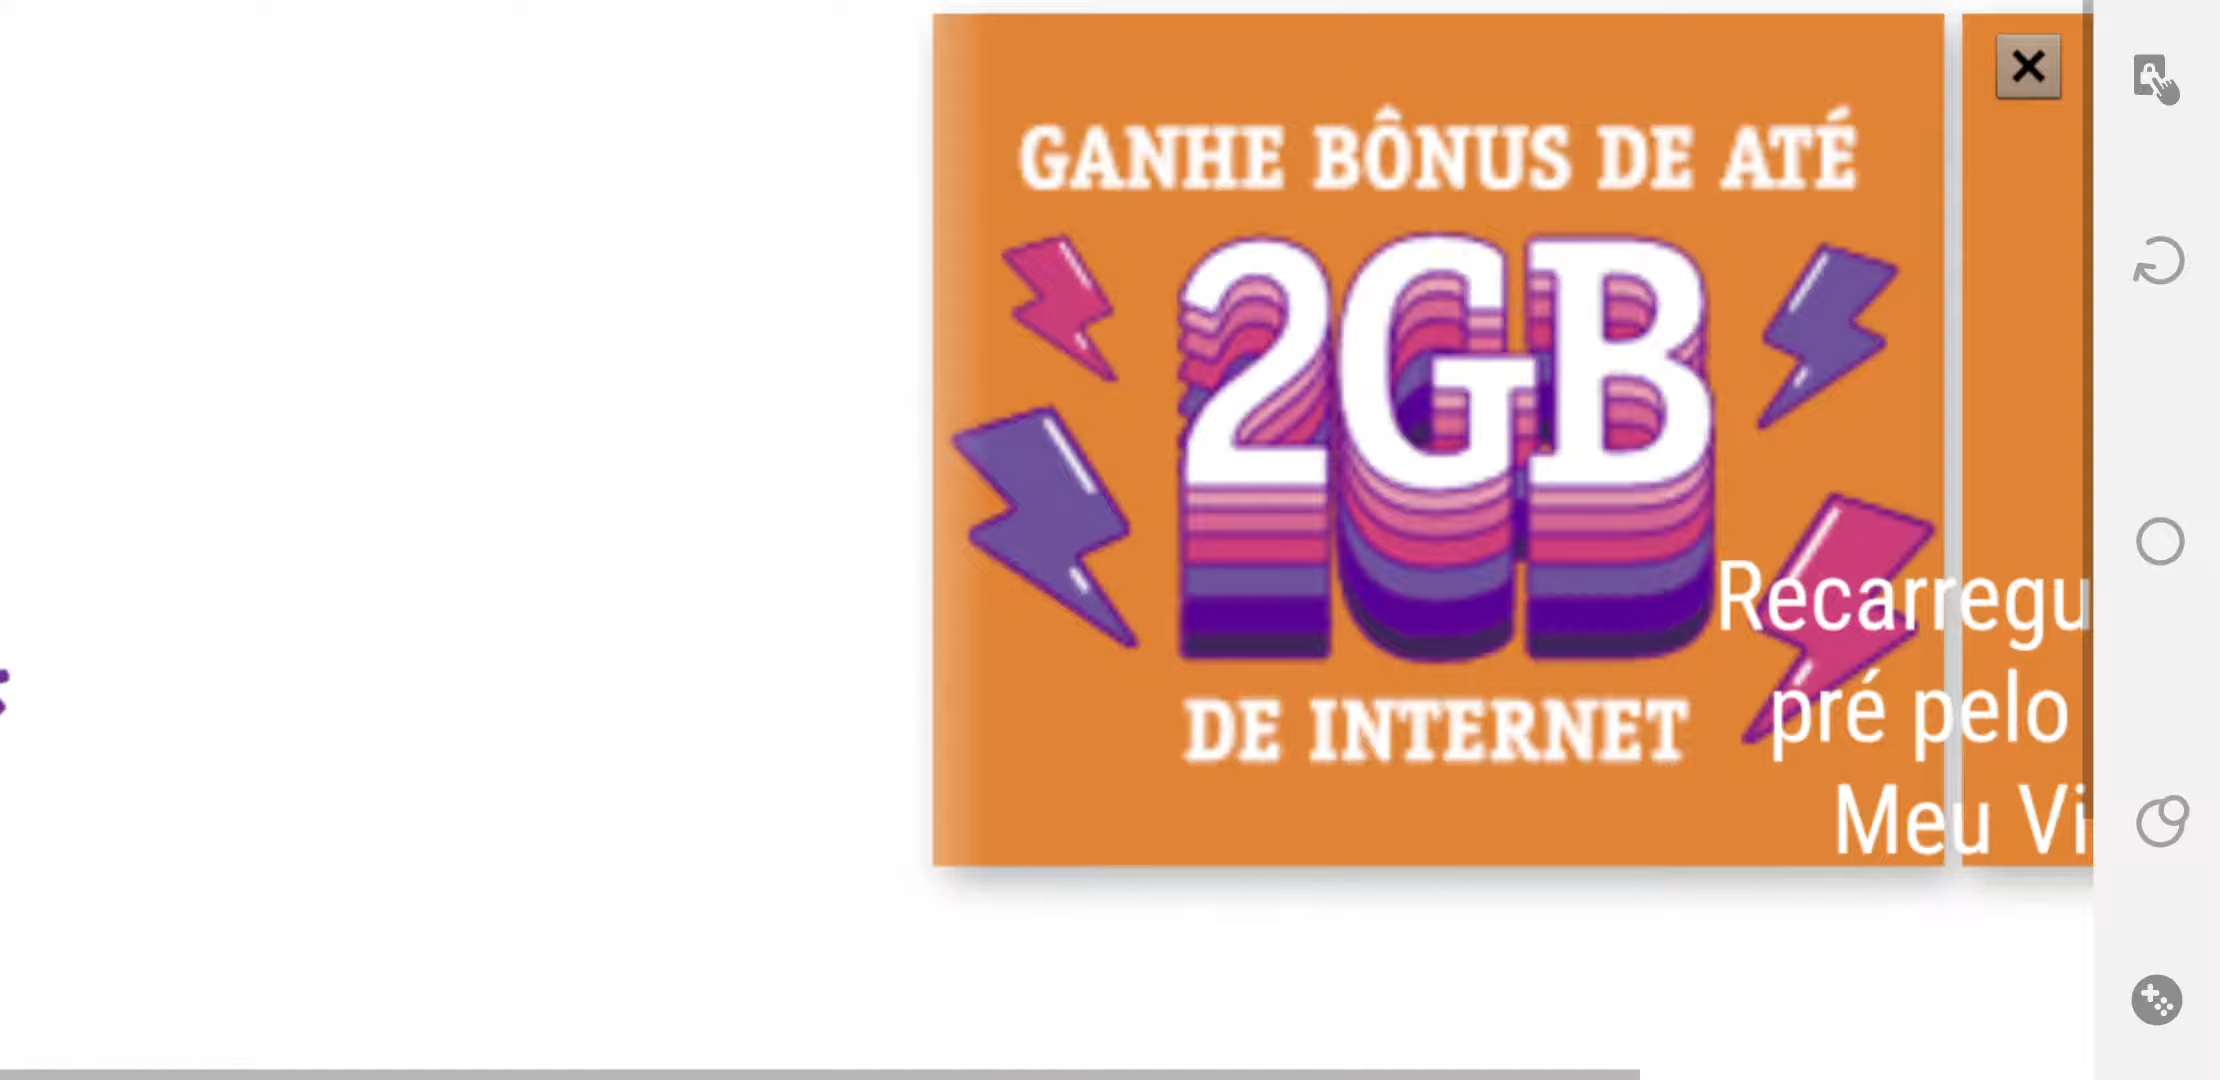 GANHE BÔNUS DE ATÉ
2GB
DE INTERNET
Recarregu
pré pelo
Meu Vi